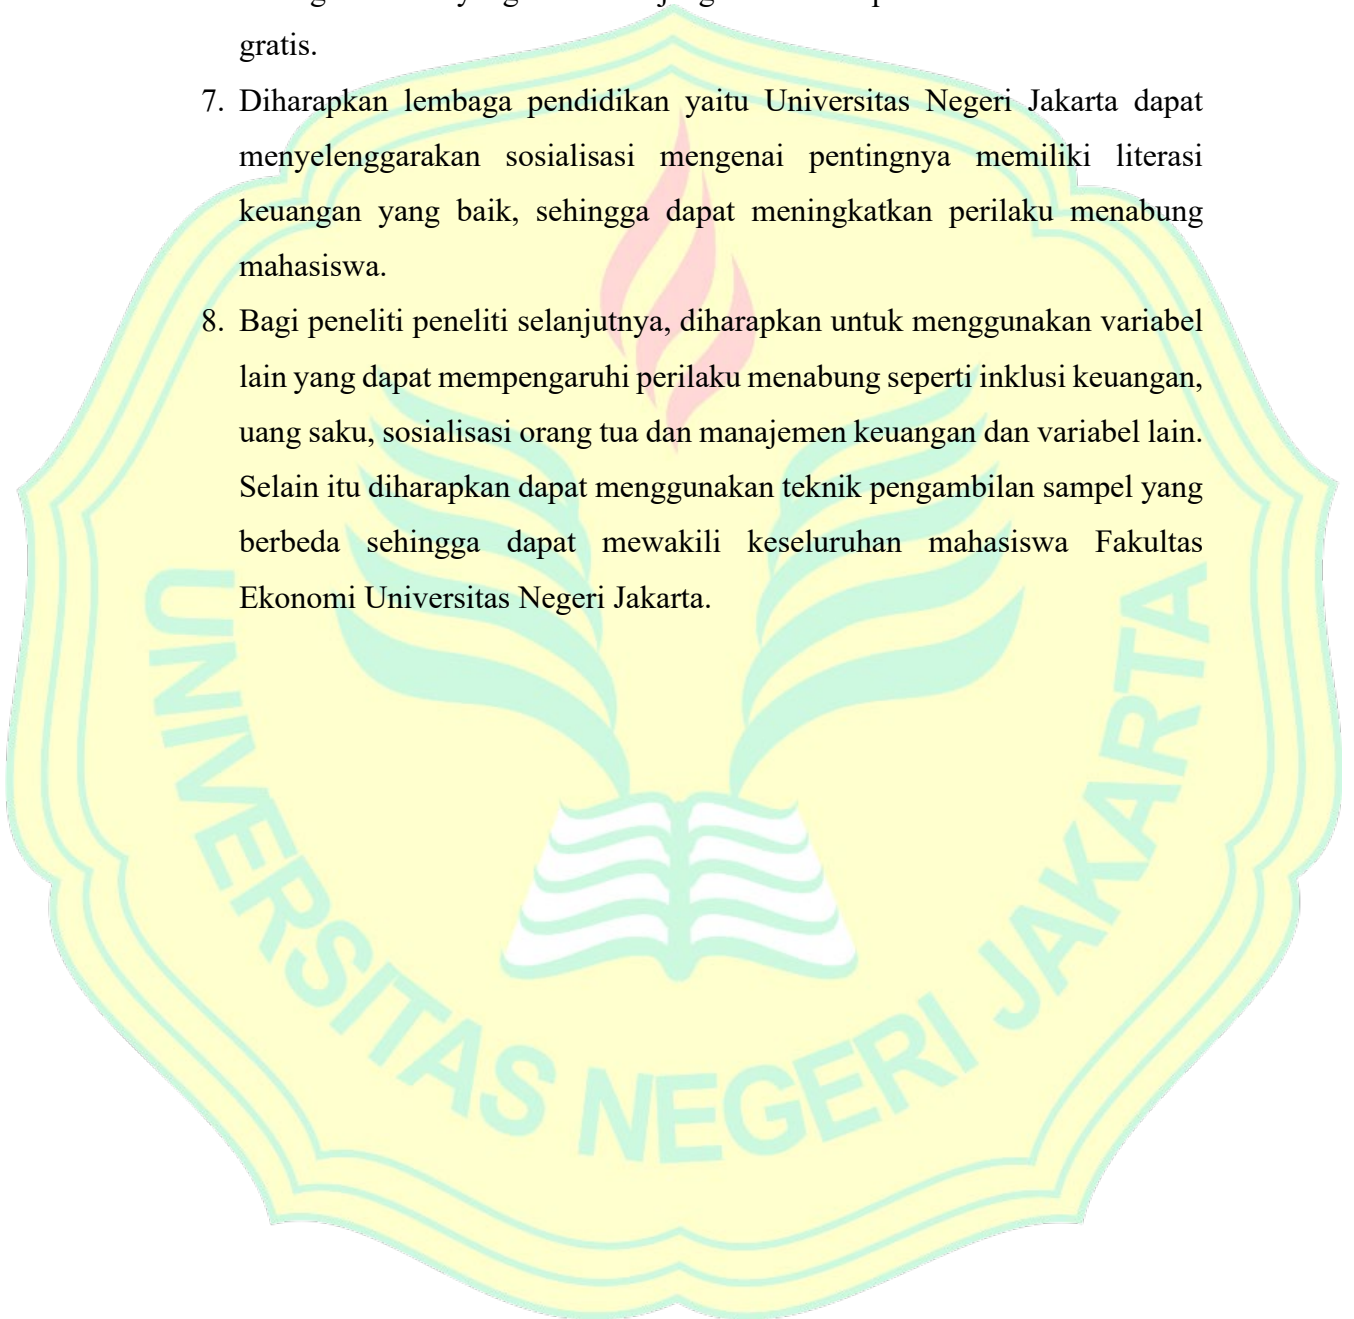 gratis.
7. Diharapkan lembaga pendidikan yaitu Universitas Negeri Jakarta dapat
menyelenggarakan sosialisasi mengenai pentingnya memiliki literasi
keuangan yang baik, sehingga dapat meningkatkan perilaku menabung
mahasiswa.
8. Bagi peneliti peneliti selanjutnya, diharapkan untuk menggunakan variabel
lain yang dapat mempengaruhi perilaku menabung seperti inklusi keuangan,
uang saku, sosialisasi orang tua dan manajemen keuangan dan variabel lain.
Selain itu diharapkan dapat menggunakan teknik pengambilan sampel yang
berbeda sehingga dapat mewakili keseluruhan mahasiswa Fakultas
Ekonomi Universitas Negeri Jakarta.
UNIVERSITAS NEGERI JAKARTA